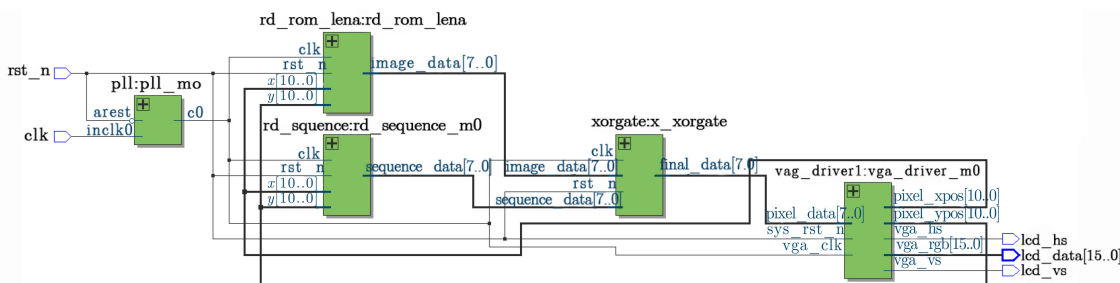 rd_rom_lena:rd_rom_lena
clk
rst_n
x[10..0]
y[10..0]
image_data[7..0]
rst_n
clk
pll:pll_mo
arest
inclk0
c0
rd_squence:rd_sequence_m0
clk
rst_n
x[10..0]
y[10..0]
sequence_data[7..0]
xorgate:x_xorgate
clk
image_data[7..0]
rst_n
sequence_data[7..0]
final_data[7.0]
vag_driver1:vga_driver_m0
pixel_data[7..0]
sys_rst_n
vga_clk
pixel_xpos[10..0]
pixel_ypos[10..0]
vga_hs
vga_rgb[15..0]
vga_vs
lcd_hs
lcd_data[15..0]
lcd_vs